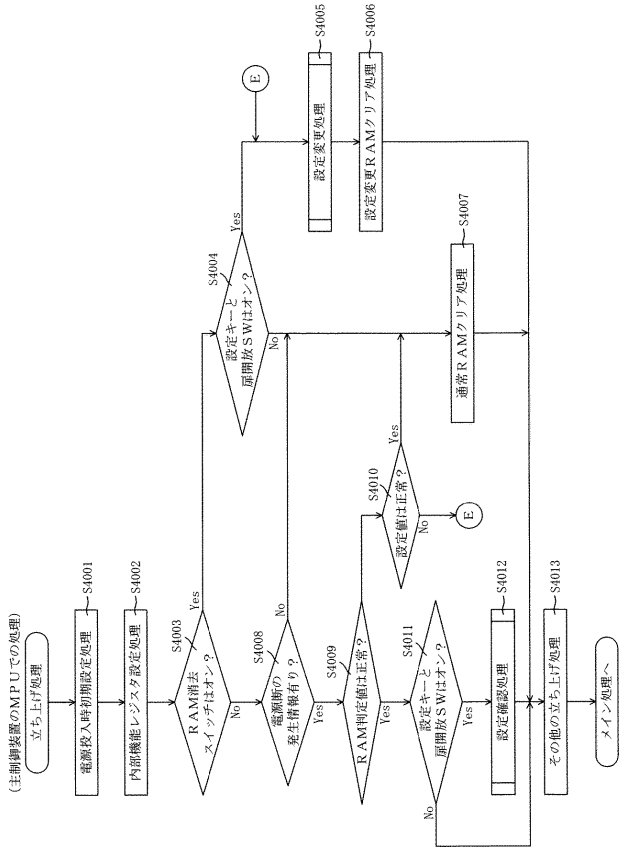 (主制御装置のMPUでの処理)
立ち上げ処理
電源投入時初期設定処理
S4001
内部機能レジスタ設定処理
S4002
RAM消去
スイッチはオン？
S4003
Yes
No
設定キーと
扉開放SWはオン？
S4004
Yes
No
E
設定変更処理
S4005
設定変更RAMクリア処理
S4006
通常RAMクリア処理
S4007
電源断の
発生情報有り？
S4008
No
Yes
RAM判定値は正常？
S4009
Yes
設定値は正常？
S4010
Yes
No
E
設定キーと
扉開放SWはオン？
S4011
No
Yes
設定確認処理
S4012
その他の立ち上げ処理
S4013
メイン処理へ